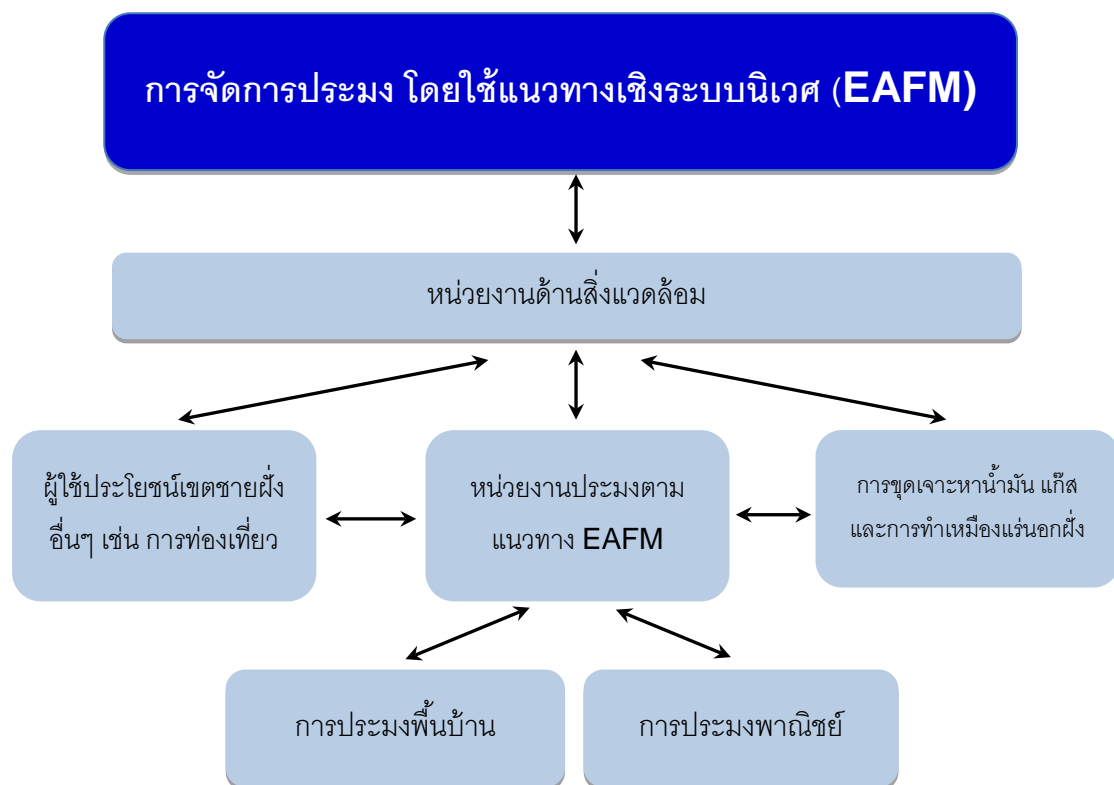 การจัดการประมง โดยใช้แนวทางเชิงระบบนิเวศ (EAFM)
หน่วยงานด้านสิ่งแวดล้อม
ผู้ใช้ประโยชน์เขตชายฝั่ง
อื่นๆ เช่น การท่องเที่ยว
หน่วยงานประมงตาม
แนวทาง EAFM
การขุดเจาะหาน้ำมัน แก๊ส
และการทำเหมืองแร่นอกฝั่ง
การประมงพื้นบ้าน
การประมงพาณิชย์